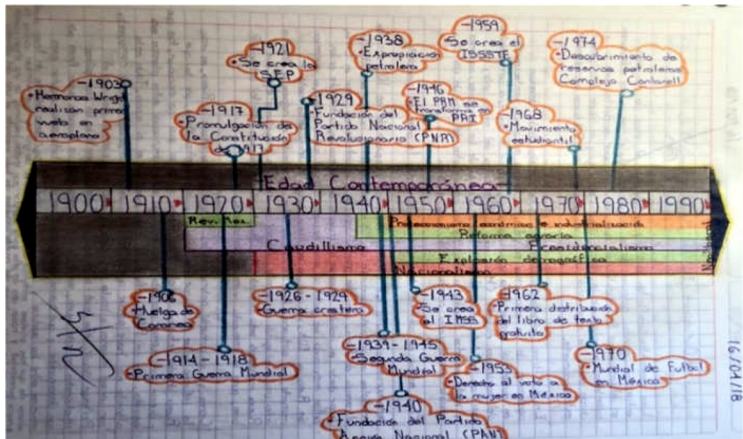 -1903
•Hermanos Wright
realizan primer
vuelo en
aeroplano
-1917
•Promulgación de
la Constitución
de 1917
-1921
•Se crea la
SEP
-1929
•Fundación del
Partido Nacional
Revolucionario (PNR)
-1938
•Expropiación
petrolera
-1946
•El PRM se
transforma en
PRI
-1959
Se crea el
ISSSTE
-1968
•Movimiento
estudiantil
-1974
•Descubrimiento de
reservas petroleras
Complejo Cantarell
Edad Contemporánea
1900 1910 1920 1930 1940 1950 1960 1970 1980 1990
Rev. Mex.
Proteccionismo económico e industrialización
Reforma agraria
Caudillismo
Presidencialismo
Explosión demográfica
Nacionalismo
-1906
•Huelga de
Cananea
-1914-1918
•Primera Guerra Mundial
-1926-1929
•Guerra cristera
-1939-1945
•Segunda Guerra
Mundial
-1940
•Fundación del Partido
Acción Nacional (PAN)
-1943
•Se crea
el IMSS
-1953
•Derecho al voto a
la mujer en México
-1962
•Primera distribución
del libro de texto
gratuito
-1970
•Mundial de Futbol
en México
16/04/18